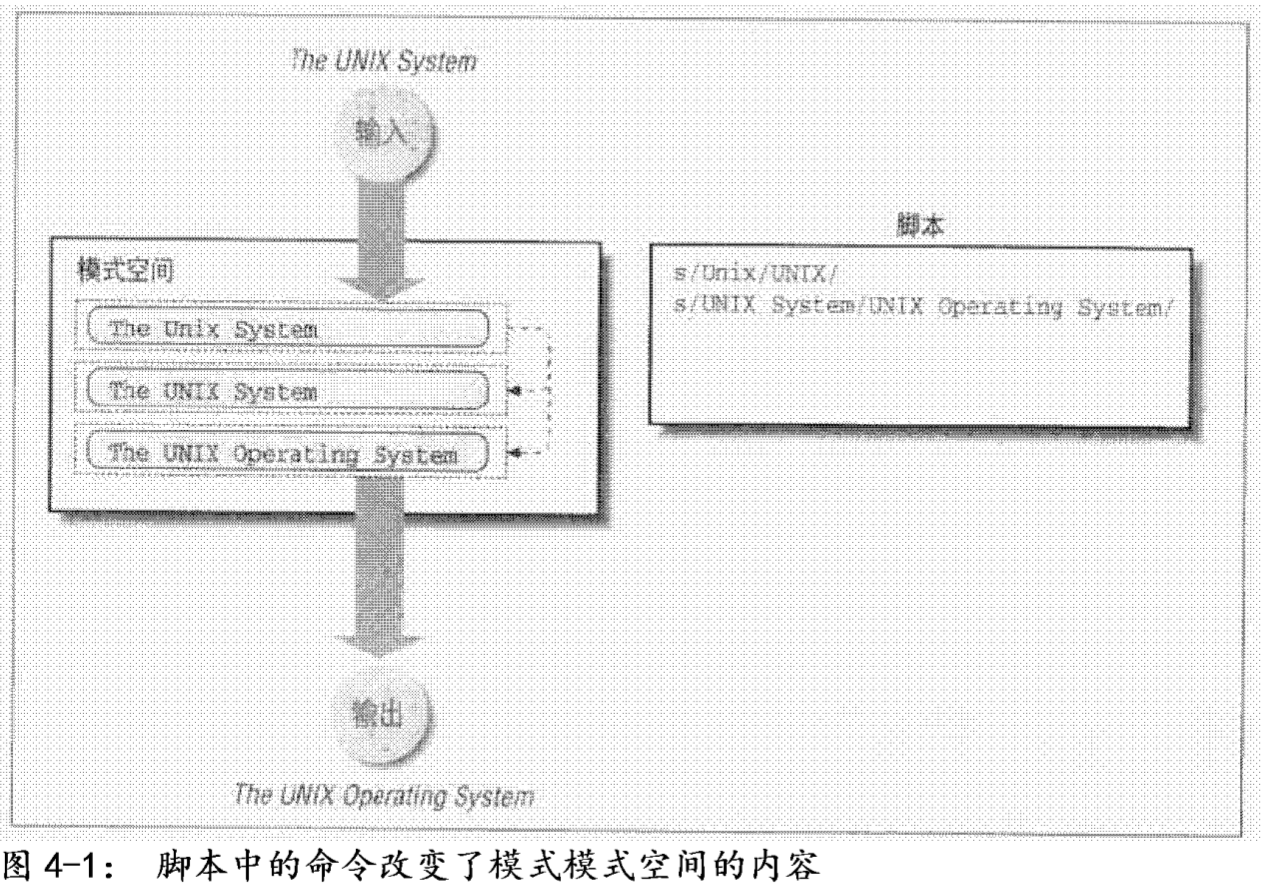 The UNIX System
输入
脚本
模式空间
s/Unix/UNIX/
s/UNIX System/UNIX Operating System/
The Unix System
The UNIX System
The UNIX Operating System
输出
The UNIX Operating System
图 4-1: 脚本中的命令改变了模式模式空间的内容